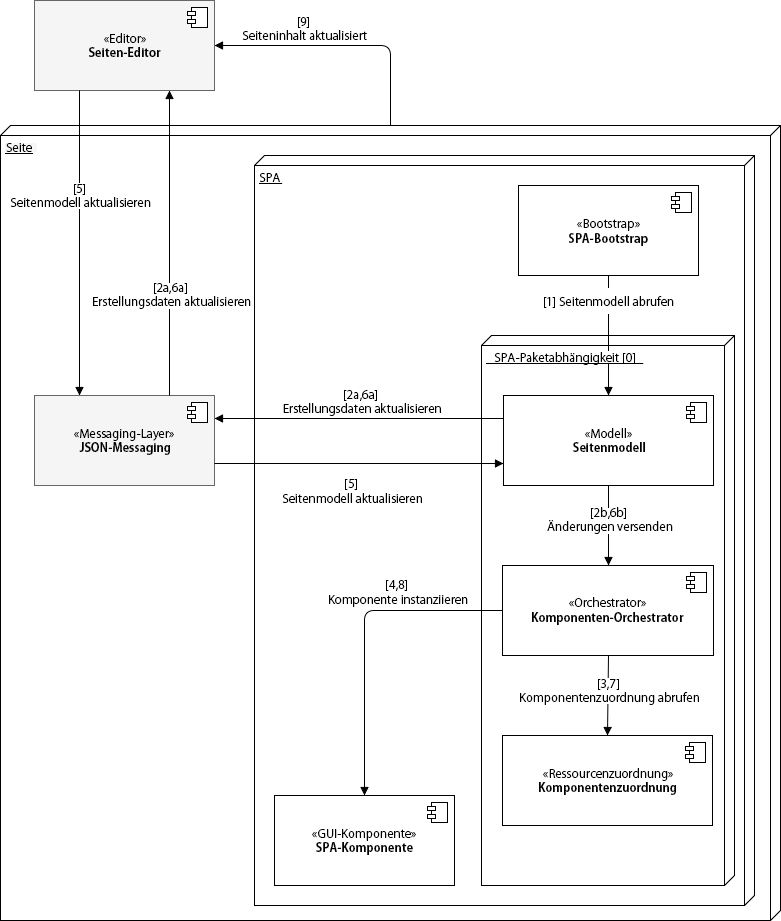 [9]
Seiteninhalt aktualisiert
«Editor»
Seiten-Editor
Seite
SPA
[5]
Seitenmodell aktualisieren
«Bootstrap»
SPA-Bootstrap
[2a,6a]
Erstellungsdaten aktualisieren
[1] Seitenmodell abrufen
SPA-Paketabhängigkeit [0]
[2a,6a]
Erstellungsdaten aktualisieren
«Messaging-Layer»
JSON-Messaging
«Modell»
Seitenmodell
[5]
Seitenmodell aktualisieren
[2b,6b]
Änderungen versenden
[4,8]
Komponente instanziieren
«Orchestrator»
Komponenten-Orchestrator
[3,7]
Komponentenzuordnung abrufen
«Ressourcenzuordnung»
Komponentenzuordnung
«GUI-Komponente»
SPA-Komponente